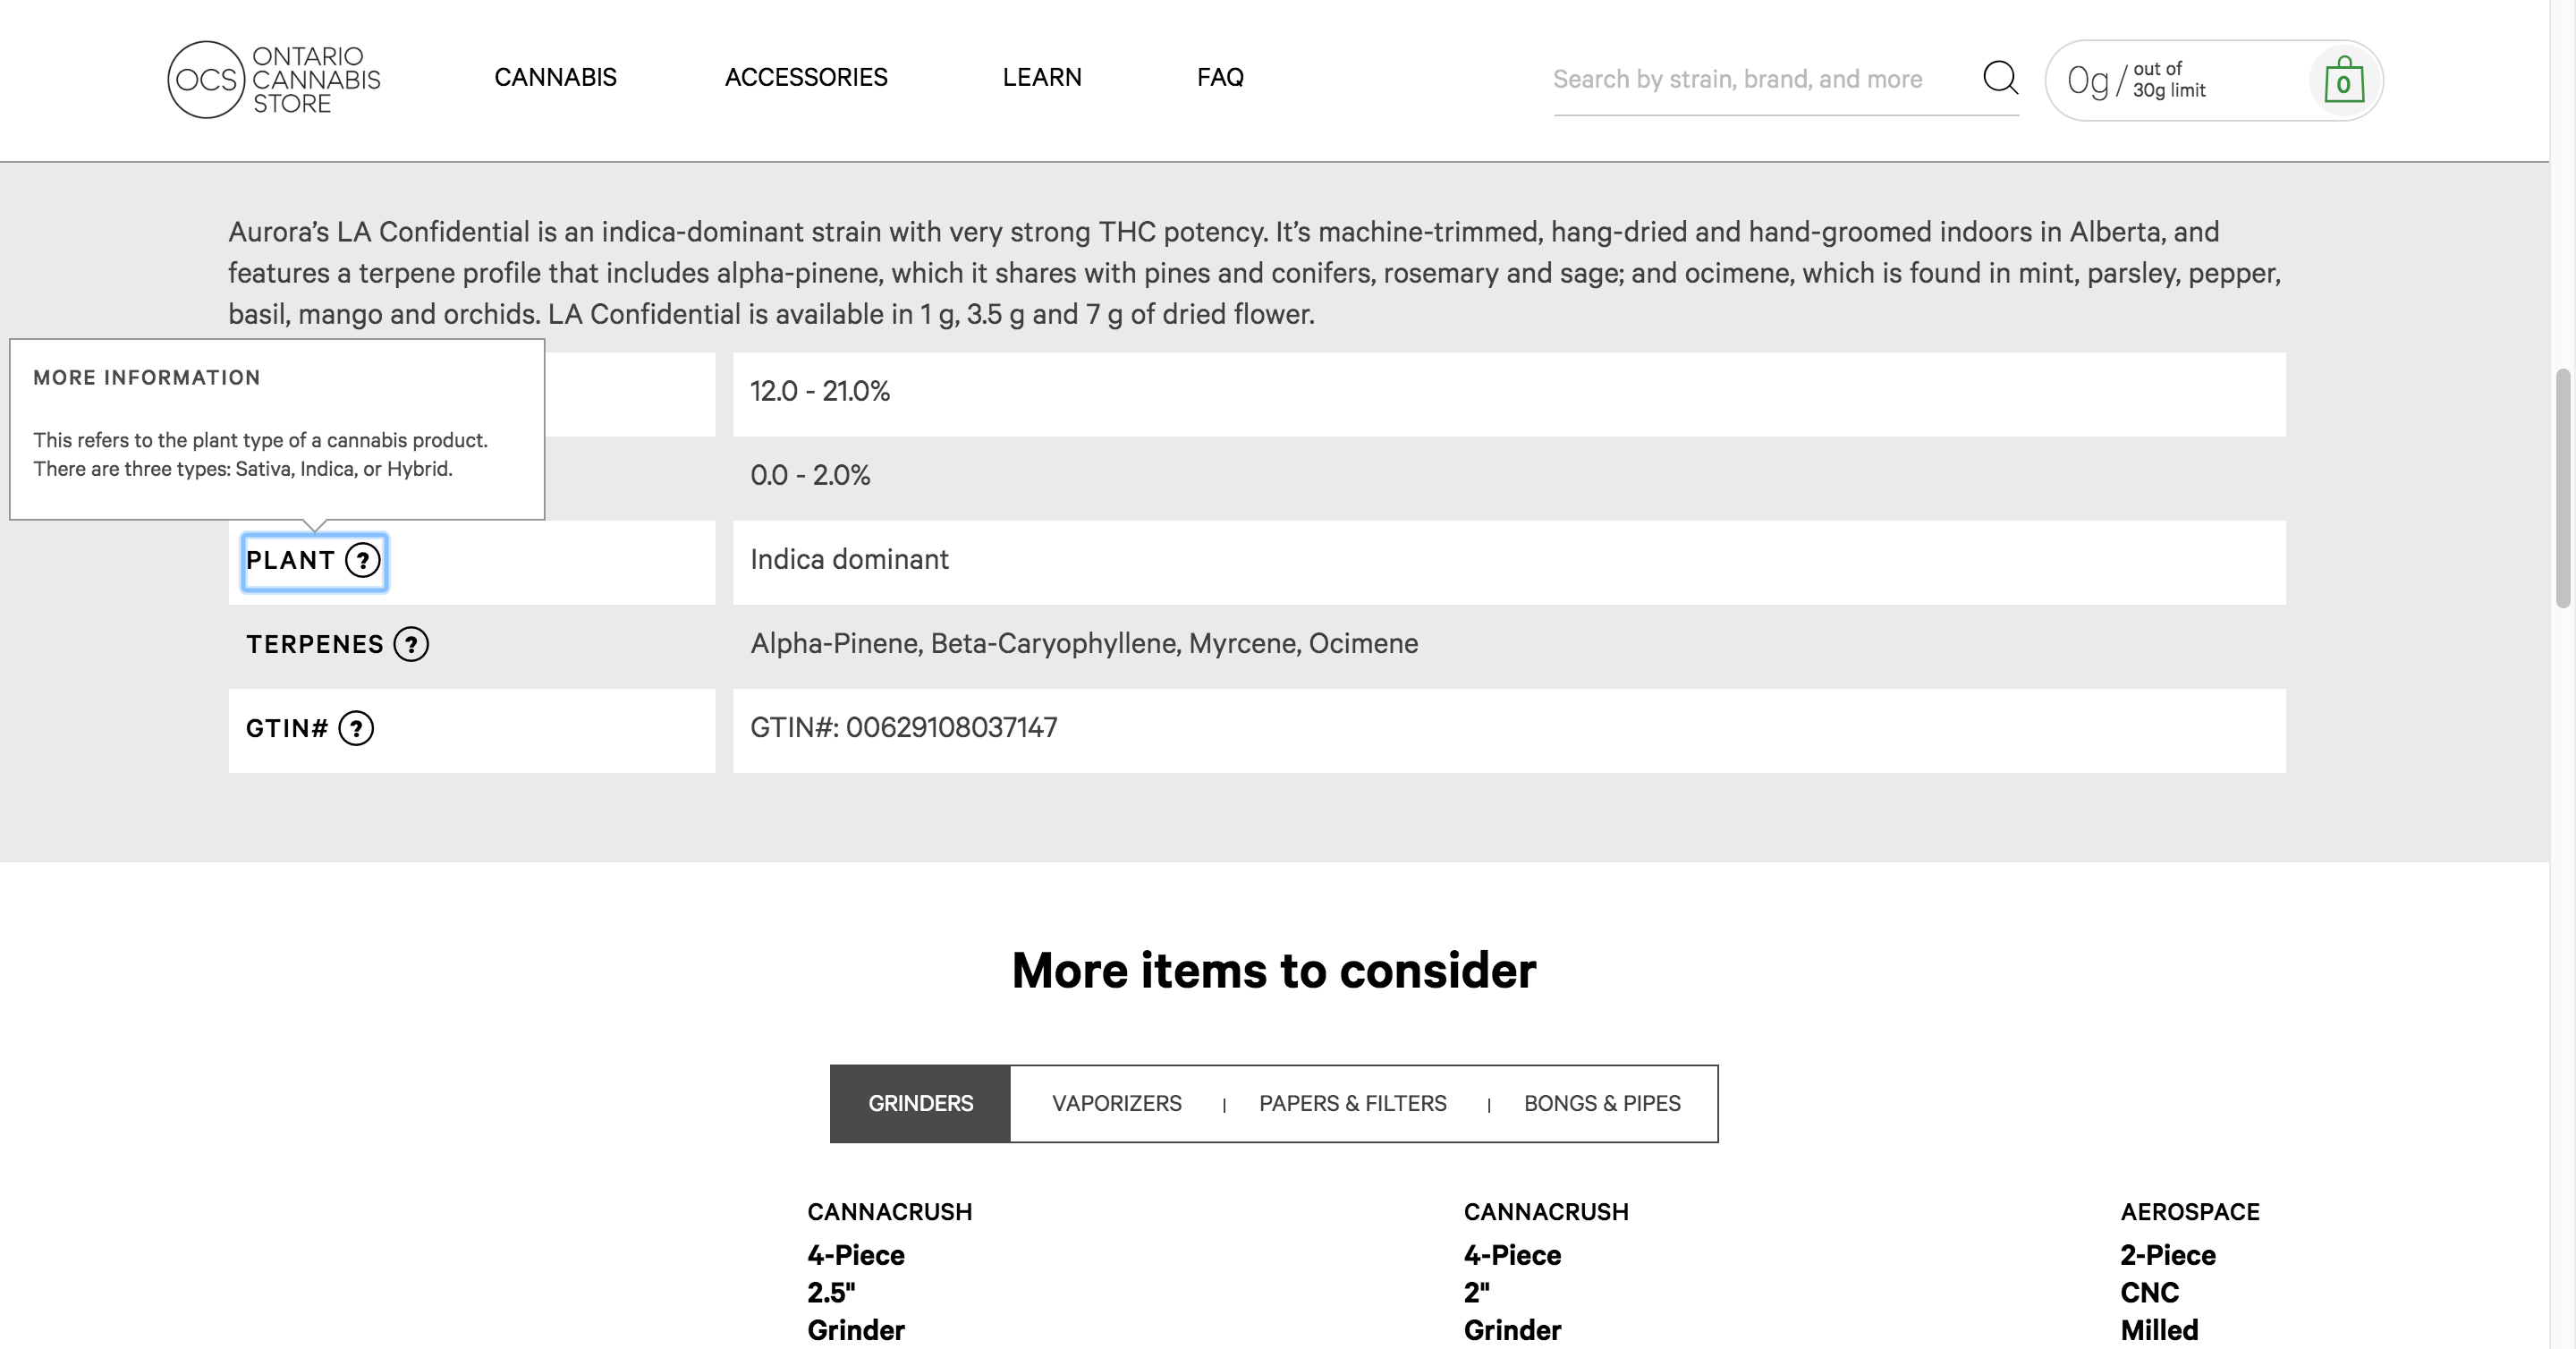 OCS
ONTARIO
CANNABIS
STORE
CANNABIS
ACCESSORIES
LEARN
FAQ
Search by strain, brand, and more
0g / out of
30g limit
0
Aurora’s LA Confidential is an indica-dominant strain with very strong THC potency. It’s machine-trimmed, hang-dried and hand-groomed indoors in Alberta, and
features a terpene profile that includes alpha-pinene, which it shares with pines and conifers, rosemary and sage; and ocimene, which is found in mint, parsley, pepper,
basil, mango and orchids. LA Confidential is available in 1 g, 3.5 g and 7 g of dried flower.
MORE INFORMATION
This refers to the plant type of a cannabis product.
There are three types: Sativa, Indica, or Hybrid.
12.0 - 21.0%
0.0 - 2.0%
PLANT ?
Indica dominant
TERPENES ?
Alpha-Pinene, Beta-Caryophyllene, Myrcene, Ocimene
GTIN# ?
GTIN#: 00629108037147
More items to consider
GRINDERS
VAPORIZERS | PAPERS & FILTERS | BONGS & PIPES
CANNACRUSH
4-Piece
2.5"
Grinder
CANNACRUSH
4-Piece
2"
Grinder
AEROSPACE
2-Piece
CNC
Milled